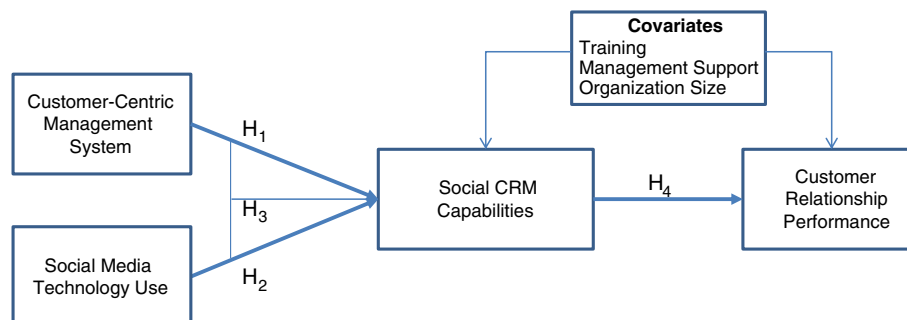 Covariates
Training
Management Support
Organization Size
Customer-Centric
Management
System
H1
H3
H2
Social Media
Technology Use
Social CRM
Capabilities
H4
Customer
Relationship
Performance